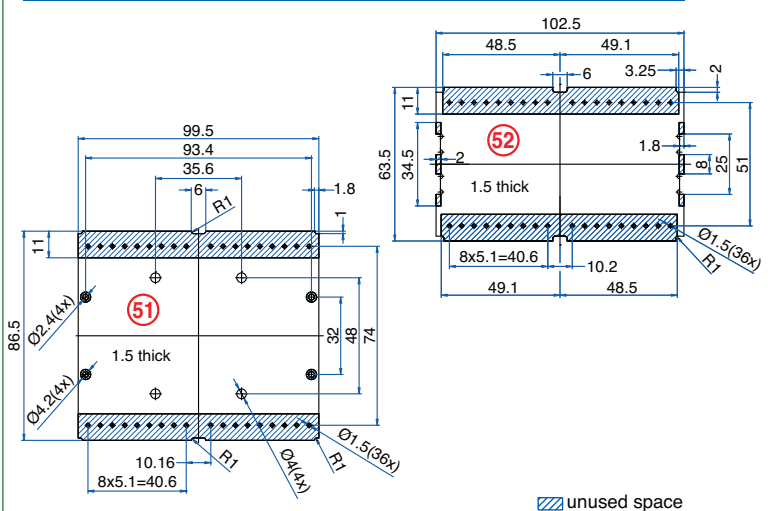 102.5
48.5
49.1
6
3.25
2
11
63.5
34.5
2
52
1.5 thick
1.8
8
25
51
Ø1.5(36x)
R1
8x5.1=40.6
10.2
49.1
48.5
99.5
93.4
35.6
6
R1
1.8
1
11
86.5
Ø2.4(4x)
51
1.5 thick
32
48
74
Ø4.2(4x)
10.16
8x5.1=40.6
R1
Ø4(4x)
R1
Ø1.5(36x)
unused space